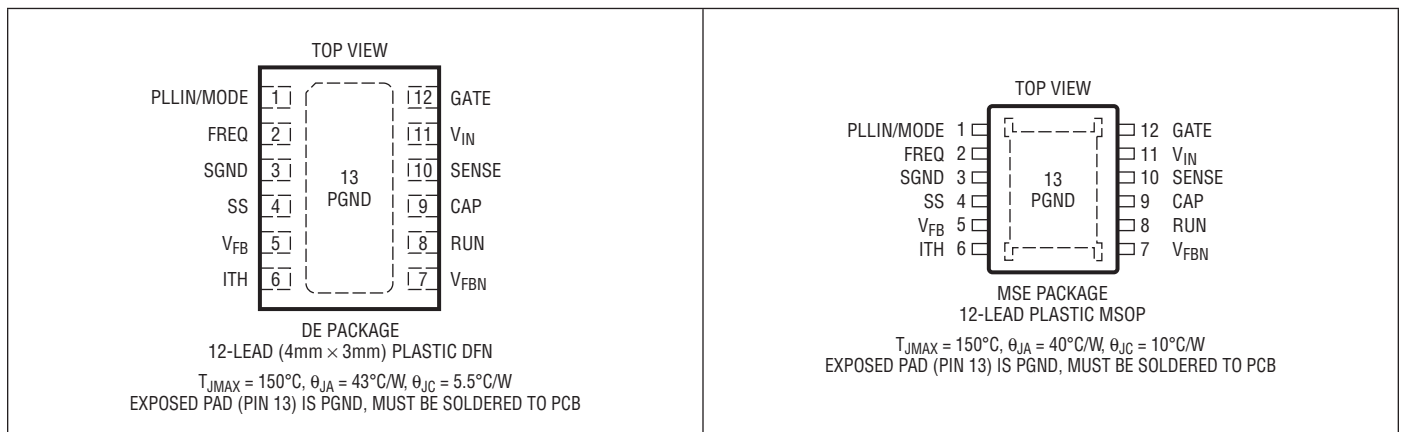 TOP VIEW
PLLIN/MODE 1 12 GATE
FREQ 2 11 VIN
SGND 3 10 SENSE
SS 4 9 CAP
VFB 5 8 RUN
ITH 6 7 VFBN
13
PGND
DE PACKAGE
12-LEAD (4mm × 3mm) PLASTIC DFN
TJMAX = 150°C, θJA = 43°C/W, θJC = 5.5°C/W
EXPOSED PAD (PIN 13) IS PGND, MUST BE SOLDERED TO PCB
TOP VIEW
PLLIN/MODE 1 12 GATE
FREQ 2 11 VIN
SGND 3 10 SENSE
SS 4 9 CAP
VFB 5 8 RUN
ITH 6 7 VFBN
13
PGND
MSE PACKAGE
12-LEAD PLASTIC MSOP
TJMAX = 150°C, θJA = 40°C/W, θJC = 10°C/W
EXPOSED PAD (PIN 13) IS PGND, MUST BE SOLDERED TO PCB